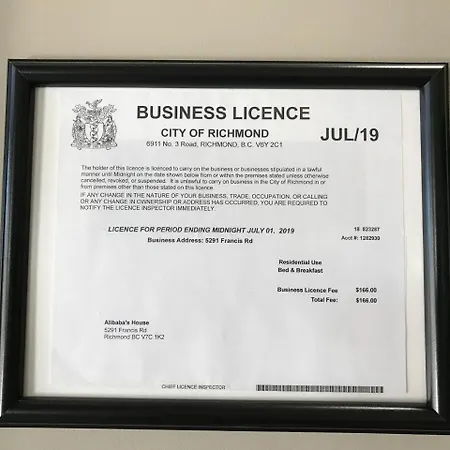 BUSINESS LICENCE
CITY OF RICHMOND
6911 No. 3 Road, RICHMOND, B.C. V6Y 2C1
JUL/19
The holder of this licence is licenced to carry on the business or businesses stipulated in a lawful
manner until Midnight on the date shown below from or within the premises stated unless otherwise
cancelled, revoked, or suspended. It is unlawful to carry on business in the City of Richmond in or
from premises other than those stated on this licence.
IF ANY CHANGE IN THE NATURE OF YOUR BUSINESS, TRADE, OCCUPATION, OR CALLING
OR ANY CHANGE IN OWNERSHIP OR ADDRESS HAS OCCURRED, YOU ARE REQUIRED TO
NOTIFY THE LICENCE INSPECTOR IMMEDIATELY.
LICENCE FOR PERIOD ENDING MIDNIGHT JULY 01, 2019
18 623287
Business Address: 5291 Francis Rd
Acct #: 1282930
Residential Use
Bed & Breakfast
Business Licence Fee $166.00
Total Fee: $166.00
Alibaba's House
5291 Francis Rd
Richmond BC V7C 1K2
CHIEF LICENCE INSPECTOR